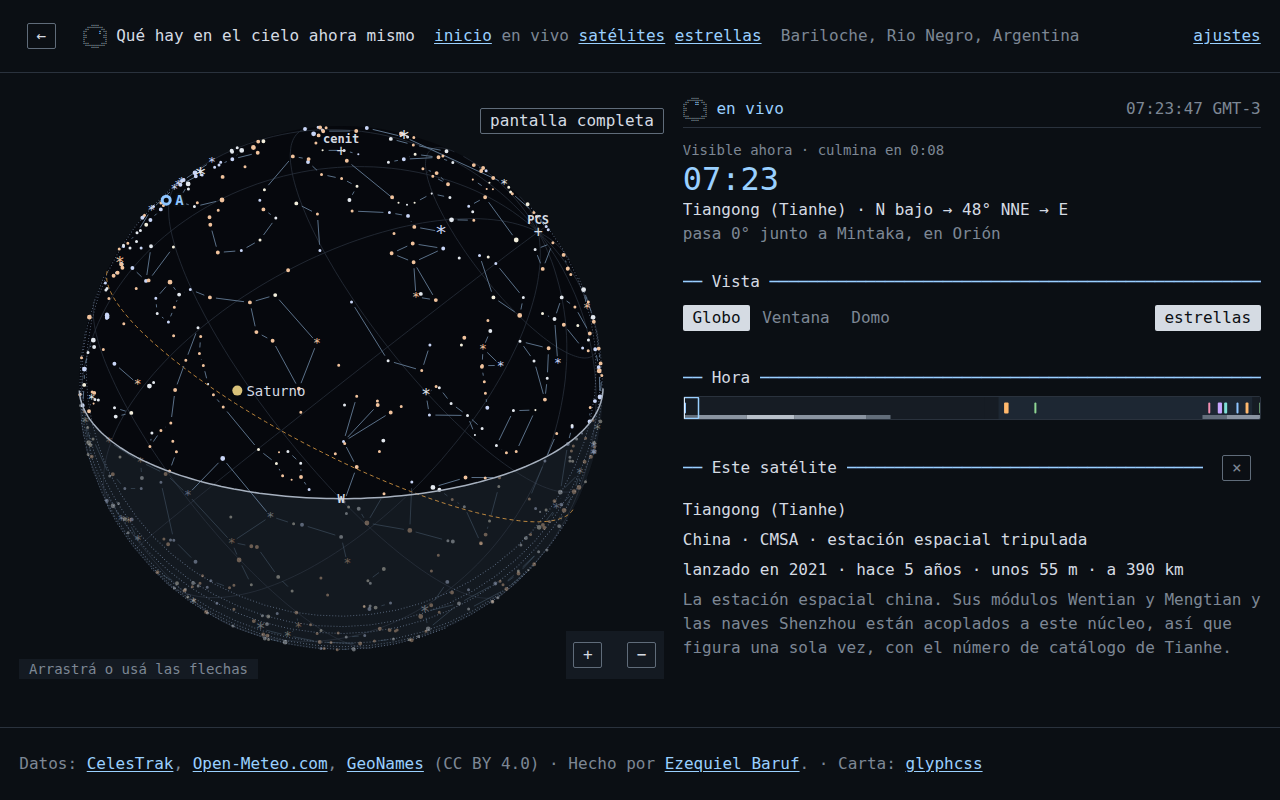 ← Qué hay en el cielo ahora mismo inicio en vivo satélites estrellas Bariloche, Rio Negro, Argentina ajustes
pantalla completa
cenit
A
PCS
Saturno
W
Arrastrá o usá las flechas
+ −
en vivo 07:23:47 GMT-3
Visible ahora · culmina en 0:08
07:23
Tiangong (Tianhe) · N bajo → 48° NNE → E
pasa 0° junto a Mintaka, en Orión
Vista
Globo Ventana Domo estrellas
Hora
Este satélite ×
Tiangong (Tianhe)
China · CMSA · estación espacial tripulada
lanzado en 2021 · hace 5 años · unos 55 m · a 390 km
La estación espacial china. Sus módulos Wentian y Mengtian y
las naves Shenzhou están acoplados a este núcleo, así que
figura una sola vez, con el número de catálogo de Tianhe.
Datos: CelesTrak, Open-Meteo.com, GeoNames (CC BY 4.0) · Hecho por Ezequiel Baruf. · Carta: glyphcss